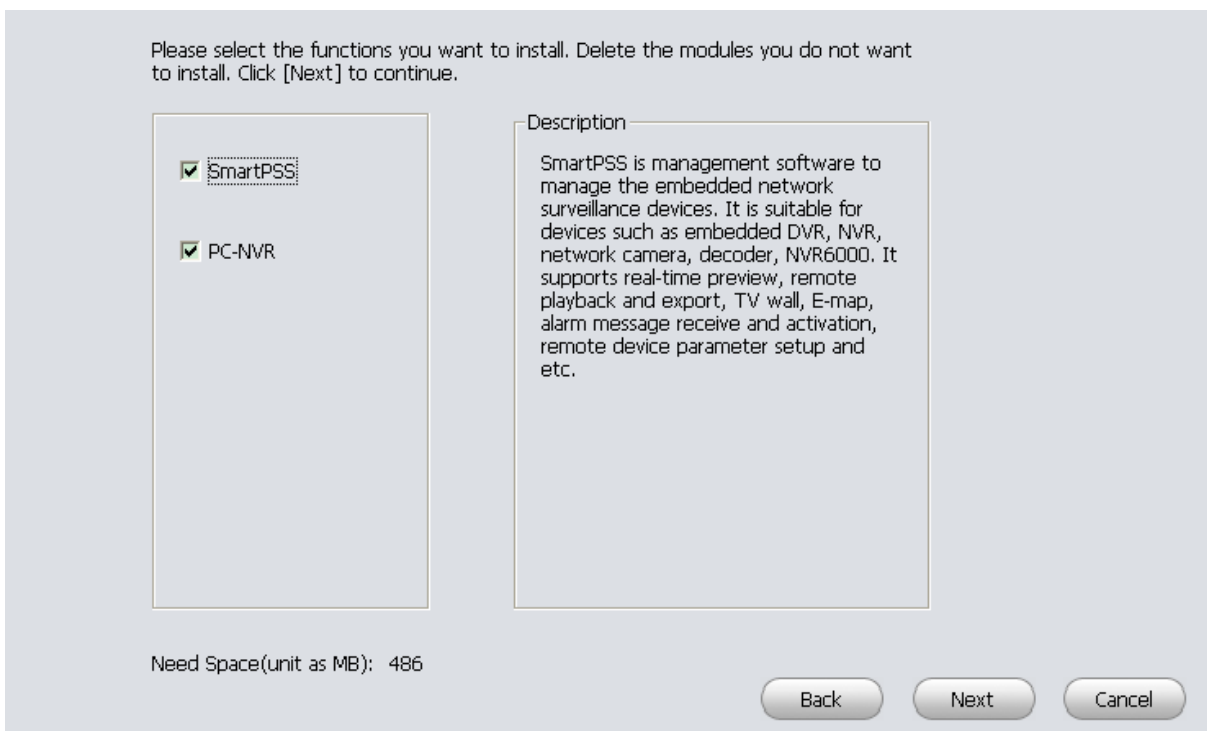 Please select the functions you want to install. Delete the modules you do not want
to install. Click [Next] to continue.
SmartPSS
PC-NVR
Description
SmartPSS is management software to
manage the embedded network
surveillance devices. It is suitable for
devices such as embedded DVR, NVR,
network camera, decoder, NVR6000. It
supports real-time preview, remote
playback and export, TV wall, E-map,
alarm message receive and activation,
remote device parameter setup and
etc.
Need Space(unit as MB): 486
Back
Next
Cancel